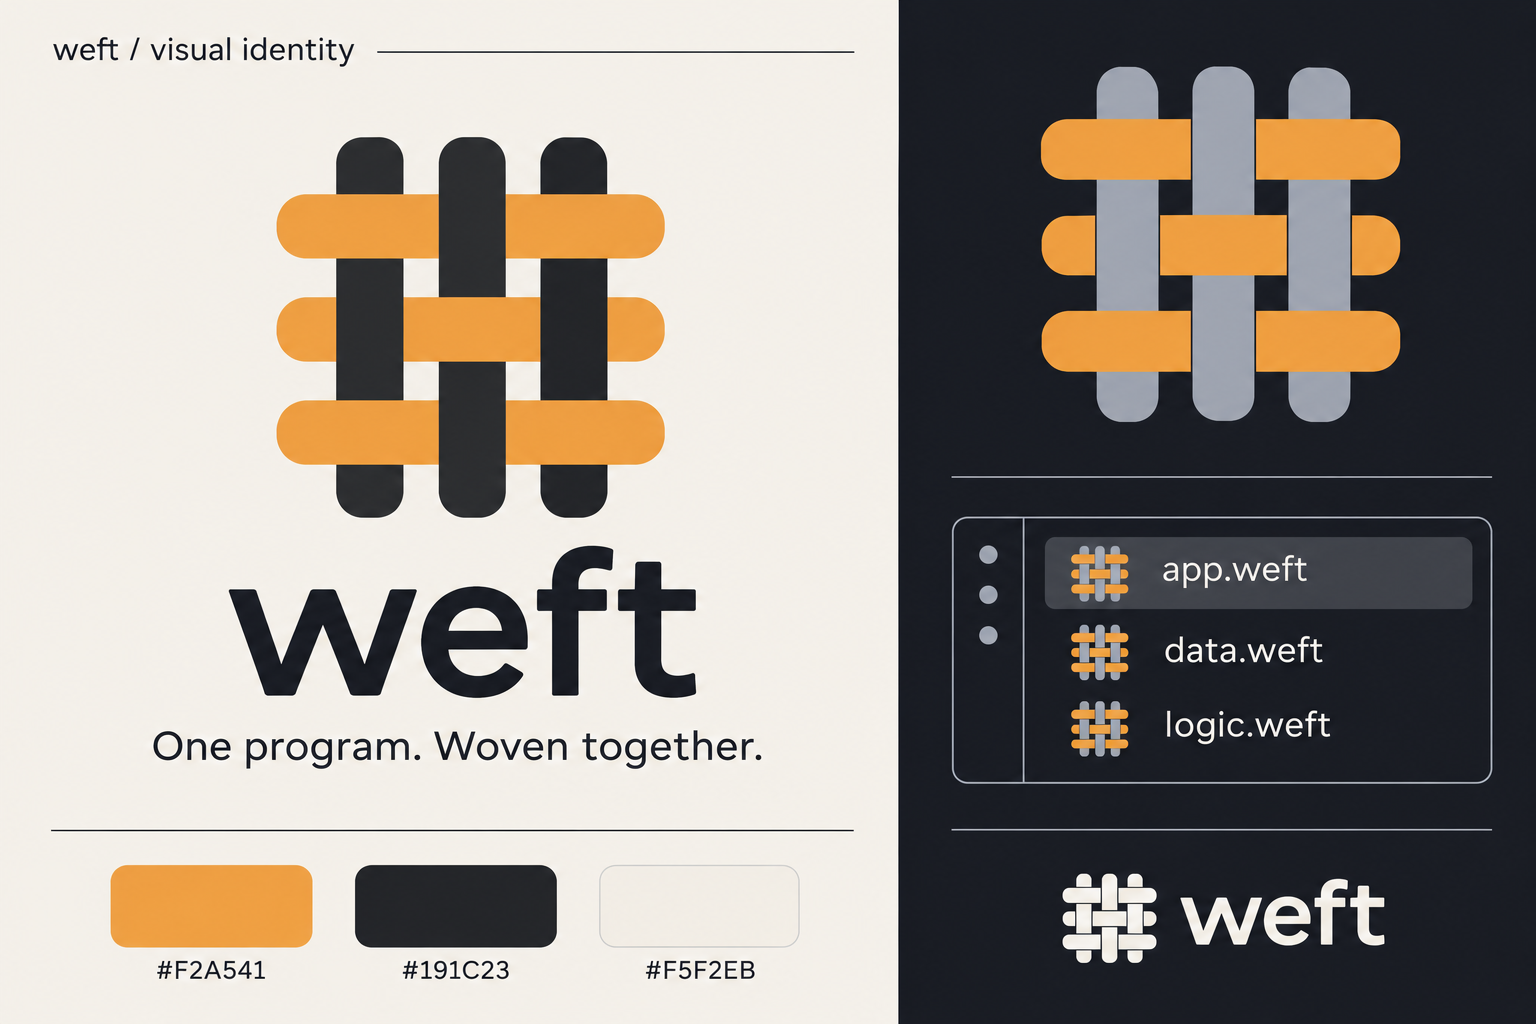 weft / visual identity
weft
One program. Woven together.
#F2A541
#191C23
#F5F2EB
app.weft
data.weft
logic.weft
weft